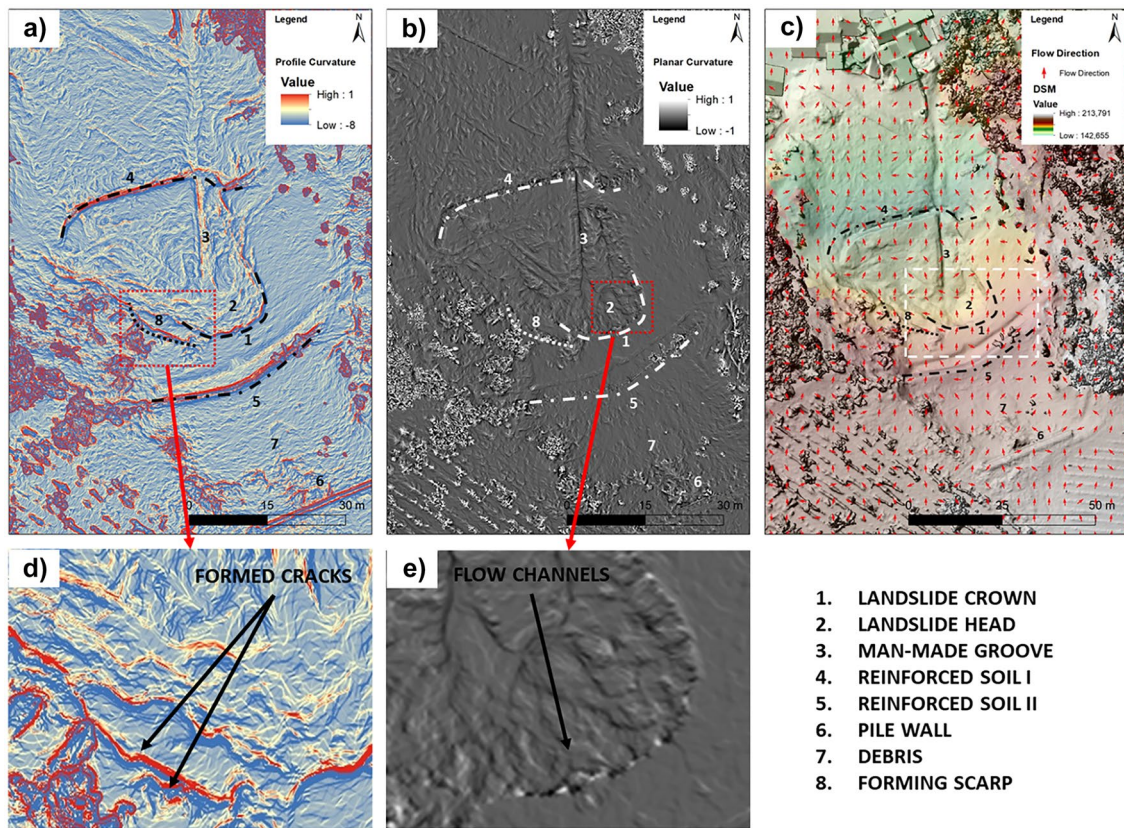 a)
Legend
N
Profile Curvature
Value
High : 1
Low : -8
4
3
2
8
1
5
7
6
0 15 30 m
b)
Legend
N
Planar Curvature
Value
High : 1
Low : -1
4
3
2
8
1
5
7
6
0 15 30 m
c)
Legend
N
Flow Direction
Flow Direction
DSM
Value
High : 213,791
Low : 142,655
4
3
2
8
1
5
7
6
0 25 50 m
d)
FORMED CRACKS
e)
FLOW CHANNELS
1. LANDSLIDE CROWN
2. LANDSLIDE HEAD
3. MAN-MADE GROOVE
4. REINFORCED SOIL I
5. REINFORCED SOIL II
6. PILE WALL
7. DEBRIS
8. FORMING SCARP